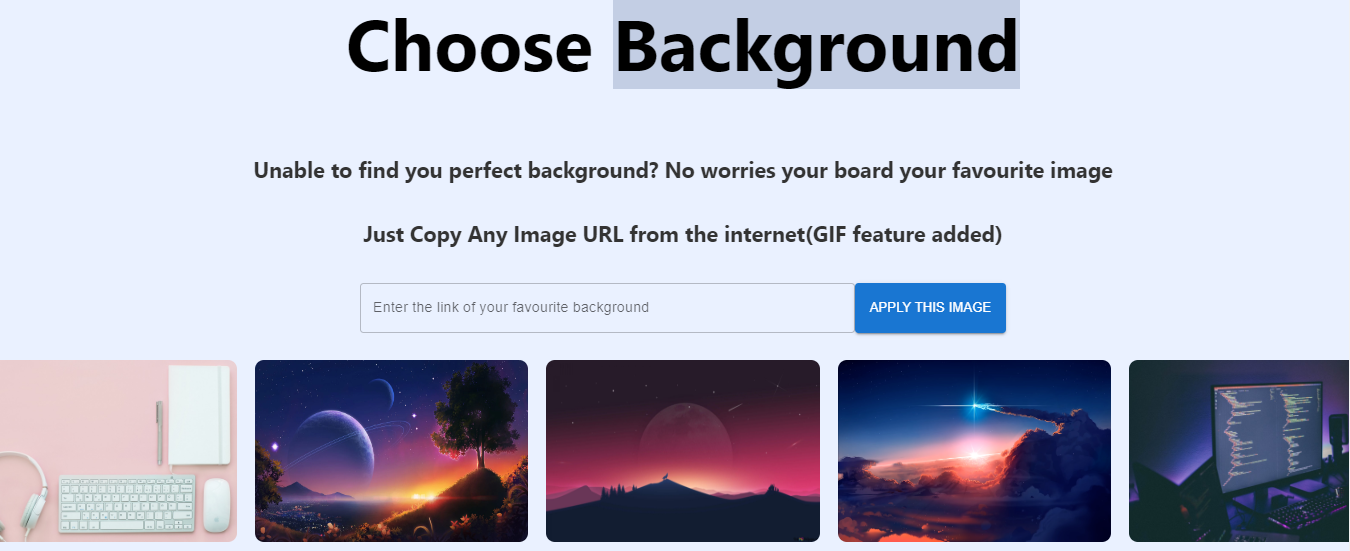 Choose Background
Unable to find you perfect background? No worries your board your favourite image
Just Copy Any Image URL from the internet(GIF feature added)
Enter the link of your favourite background
APPLY THIS IMAGE